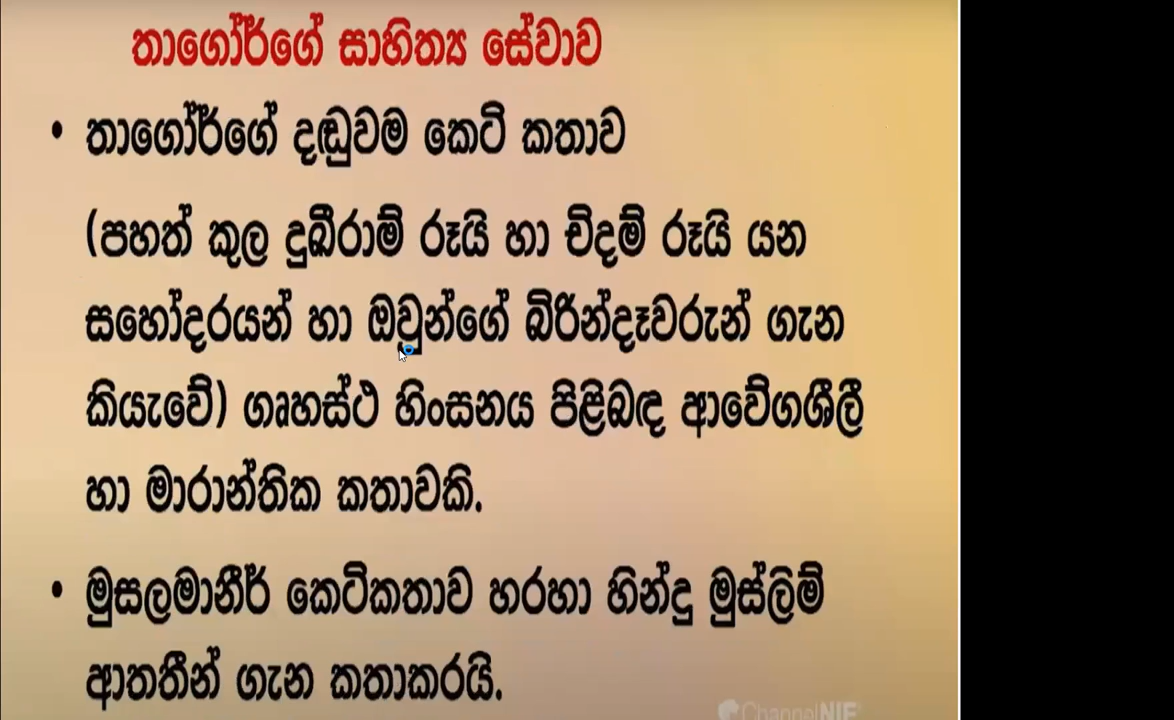 තාගෝර්ගේ සාහිත්‍ය සේවාව
• තාගෝර්ගේ දඬුවම කෙටි කතාව
(පහත් කුල දුඛීරාම් රූයි හා චිදම් රූයි යන
සහෝදරයන් හා ඔවුන්ගේ බිරින්දෑවරුන් ගැන
කියැවේ) ගෘහස්ථ හිංසනය පිළිබඳ ආවේගශීලී
හා මාරාන්තික කතාවකි.
• මුසලමානීර් කෙටිකතාව හරහා හින්දු මුස්ලිම්
ආතතීන් ගැන කතාකරයි.
ChannelNIE